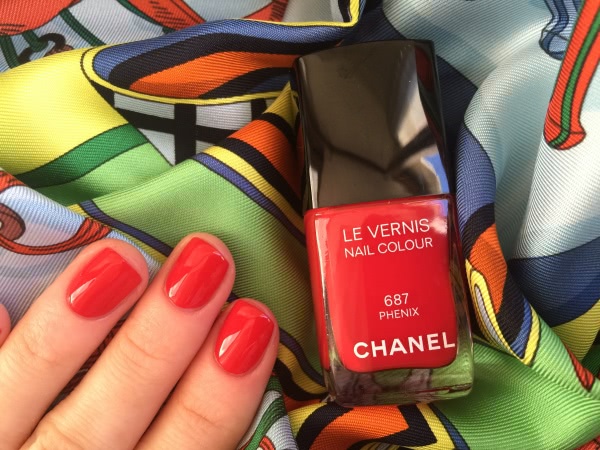 LE VERNIS
NAIL COLOUR
687
PHENIX
CHANEL